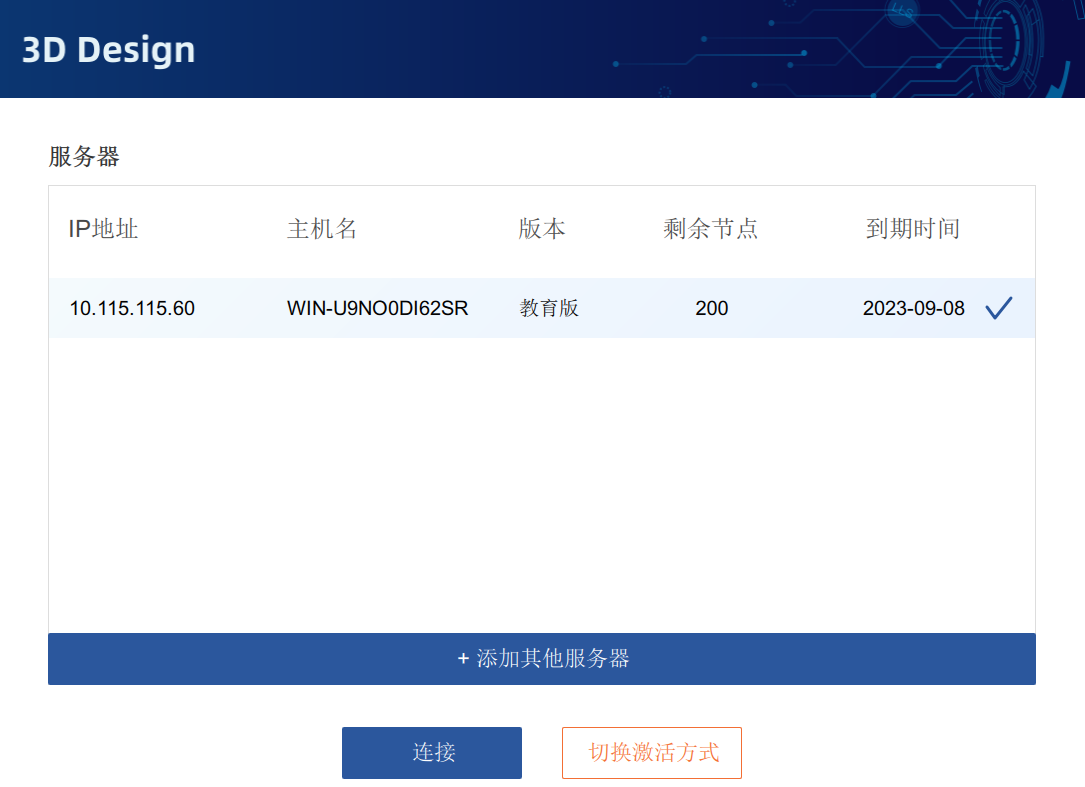 3D Design
服务器
IP地址 主机名 版本 剩余节点 到期时间
10.115.115.60 WIN-U9NO0DI62SR 教育版 200 2023-09-08
+ 添加其他服务器
连接 切换激活方式